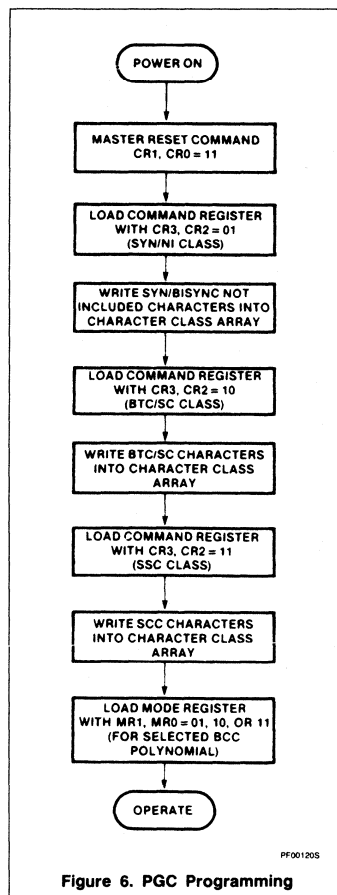 POWER ON
MASTER RESET COMMAND
CR1, CR0 = 11
LOAD COMMAND REGISTER
WITH CR3, CR2 = 01
(SYN/NI CLASS)
WRITE SYN/BISYNC NOT
INCLUDED CHARACTERS INTO
CHARACTER CLASS ARRAY
LOAD COMMAND REGISTER
WITH CR3, CR2 = 10
(BTC/SC CLASS)
WRITE BTC/SC CHARACTERS
INTO CHARACTER CLASS
ARRAY
LOAD COMMAND REGISTER
WITH CR3, CR2 = 11
(SSC CLASS)
WRITE SCC CHARACTERS
INTO CHARACTER CLASS
ARRAY
LOAD MODE REGISTER
WITH MR1, MR0 = 01, 10, OR 11
(FOR SELECTED BCC
POLYNOMIAL)
OPERATE
PF00120S
Figure 6. PGC Programming